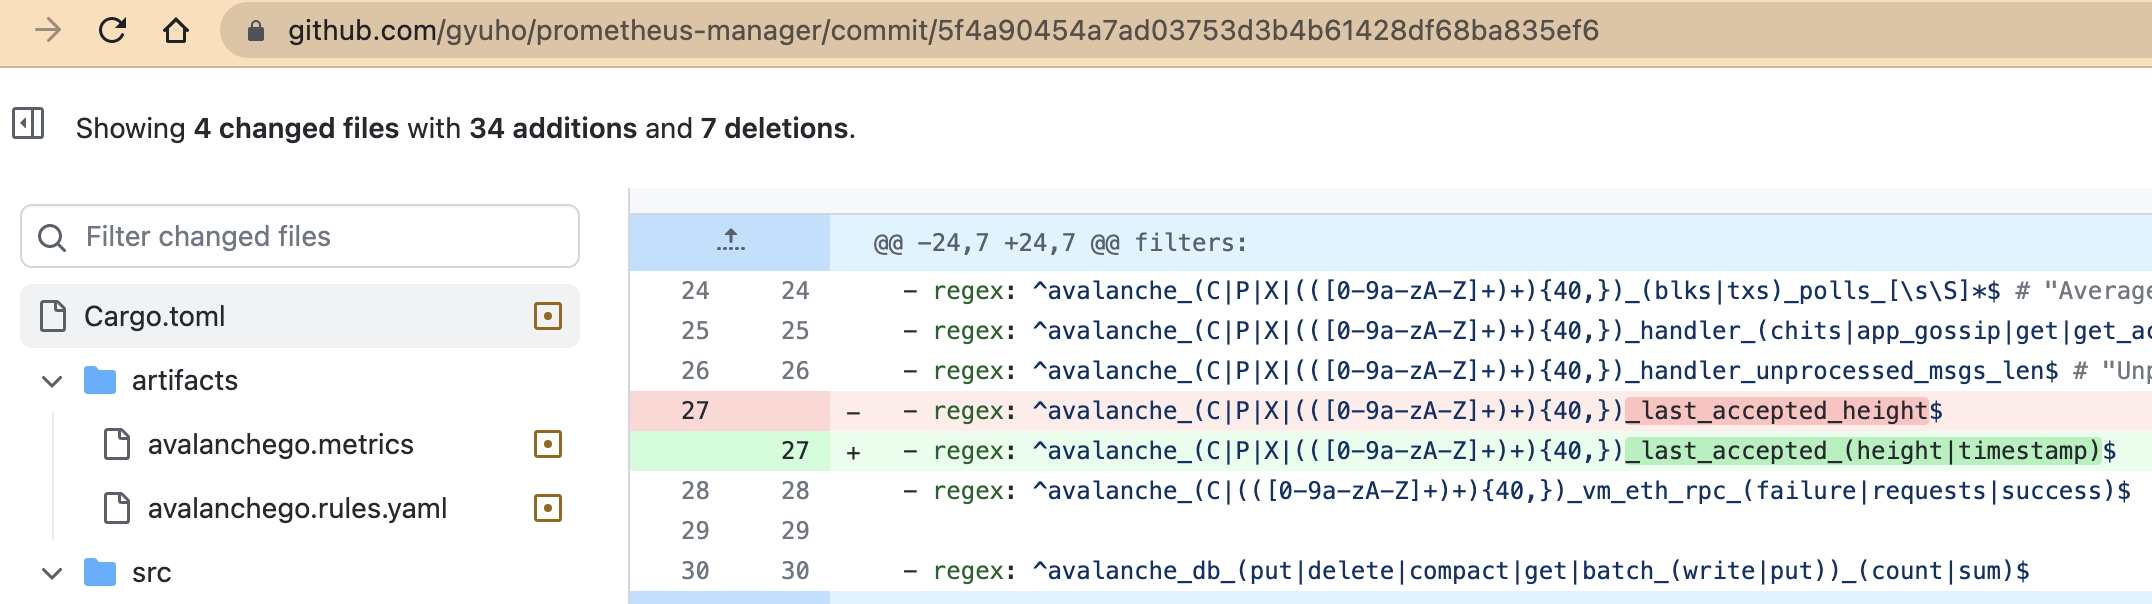 github.com/gyuho/prometheus-manager/commit/5f4a90454a7ad03753d3b4b61428df68ba835ef6
Showing 4 changed files with 34 additions and 7 deletions.
Filter changed files
Cargo.toml
artifacts
avalanchego.metrics
avalanchego.rules.yaml
src
@@ -24,7 +24,7 @@ filters:
24 24 - regex: ^avalanche_(C|P|X|(([0-9a-zA-Z]+)+){40,})_(blks|txs)_polls_[\s\S]*$ # "Average
25 25 - regex: ^avalanche_(C|P|X|(([0-9a-zA-Z]+)+){40,})_handler_(chits|app_gossip|get|get_ac
26 26 - regex: ^avalanche_(C|P|X|(([0-9a-zA-Z]+)+){40,})_handler_unprocessed_msgs_len$ # "Unp
27 - - regex: ^avalanche_(C|P|X|(([0-9a-zA-Z]+)+){40,})_last_accepted_height$
27 + - regex: ^avalanche_(C|P|X|(([0-9a-zA-Z]+)+){40,})_last_accepted_(height|timestamp)$
28 28 - regex: ^avalanche_(C|(([0-9a-zA-Z]+)+){40,})_vm_eth_rpc_(failure|requests|success)$
29 29
30 30 - regex: ^avalanche_db_(put|delete|compact|get|batch_(write|put))_(count|sum)$